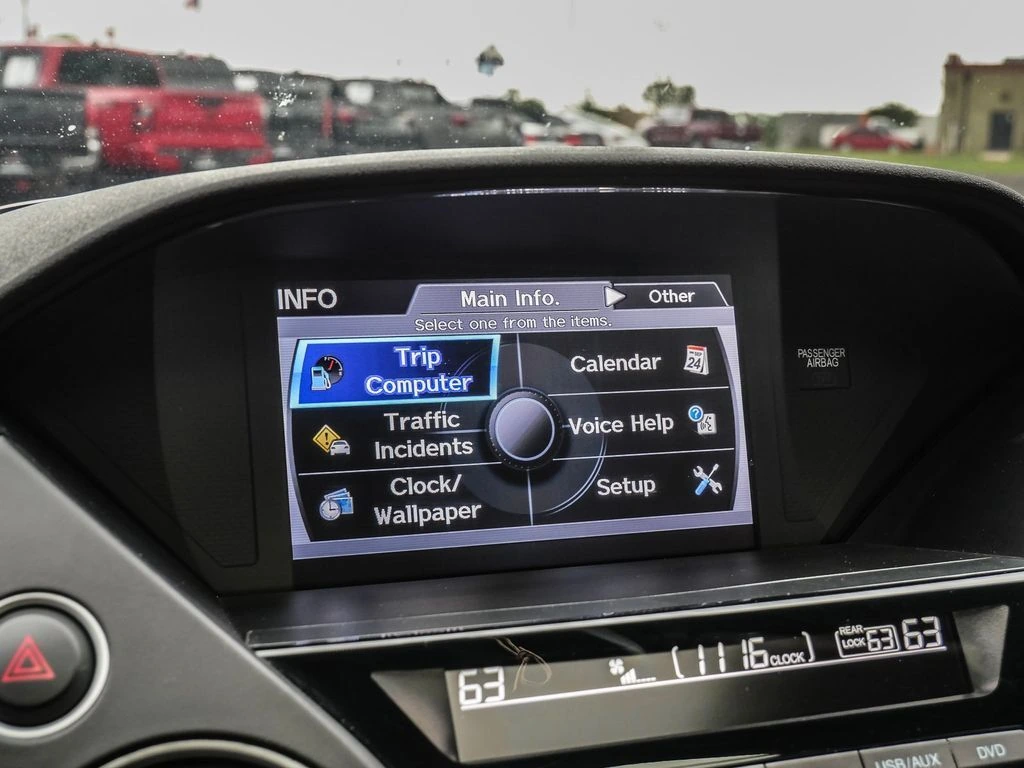 INFO
Main Info.
Other
Select one from the items.
Trip
Computer
Calendar
24
Traffic
Incidents
Voice Help
?
!
Clock/
Wallpaper
Setup
PASSENGER
AIRBAG
63
11 16 CLOCK
REAR
LOCK 63
63
USB/AUX
DVD